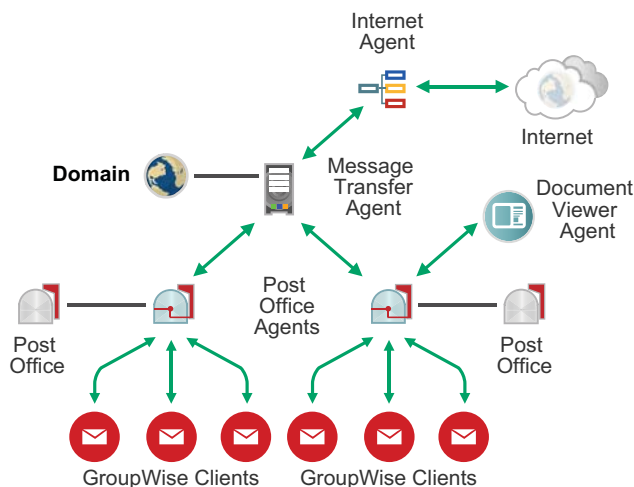 Internet
Agent
Internet
Domain
Message
Transfer
Agent
Document
Viewer
Agent
Post
Office
Agents
Post
Office
Post
Office
GroupWise Clients
GroupWise Clients